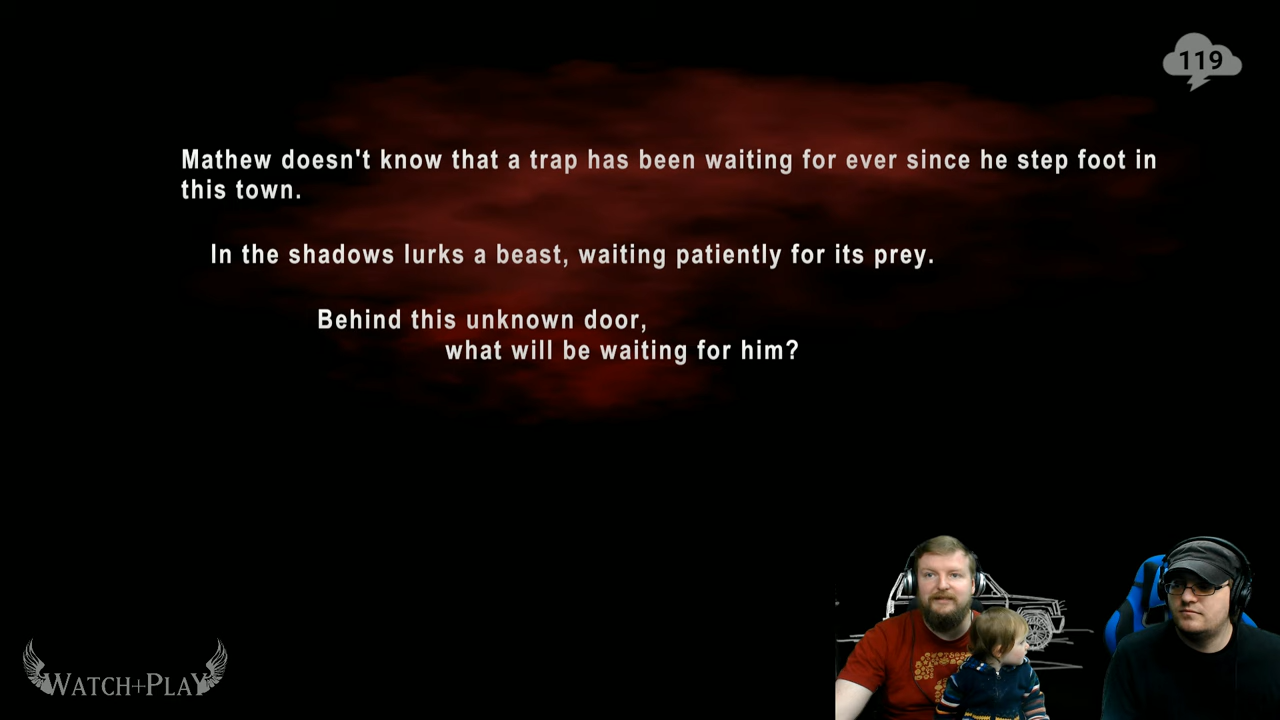 119
Mathew doesn't know that a trap has been waiting for ever since he step foot in
this town.
In the shadows lurks a beast, waiting patiently for its prey.
Behind this unknown door,
what will be waiting for him?
WATCH+PLAY